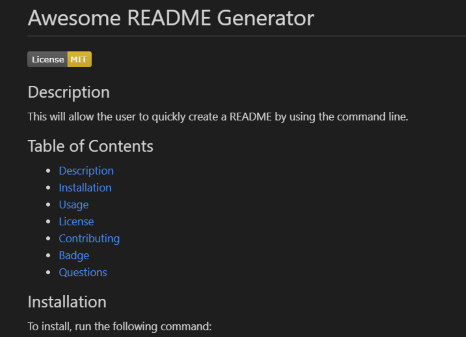 Awesome README Generator
License MIT
Description
This will allow the user to quickly create a README by using the command line.
Table of Contents
Description
Installation
Usage
License
Contributing
Badge
Questions
Installation
To install, run the following command: